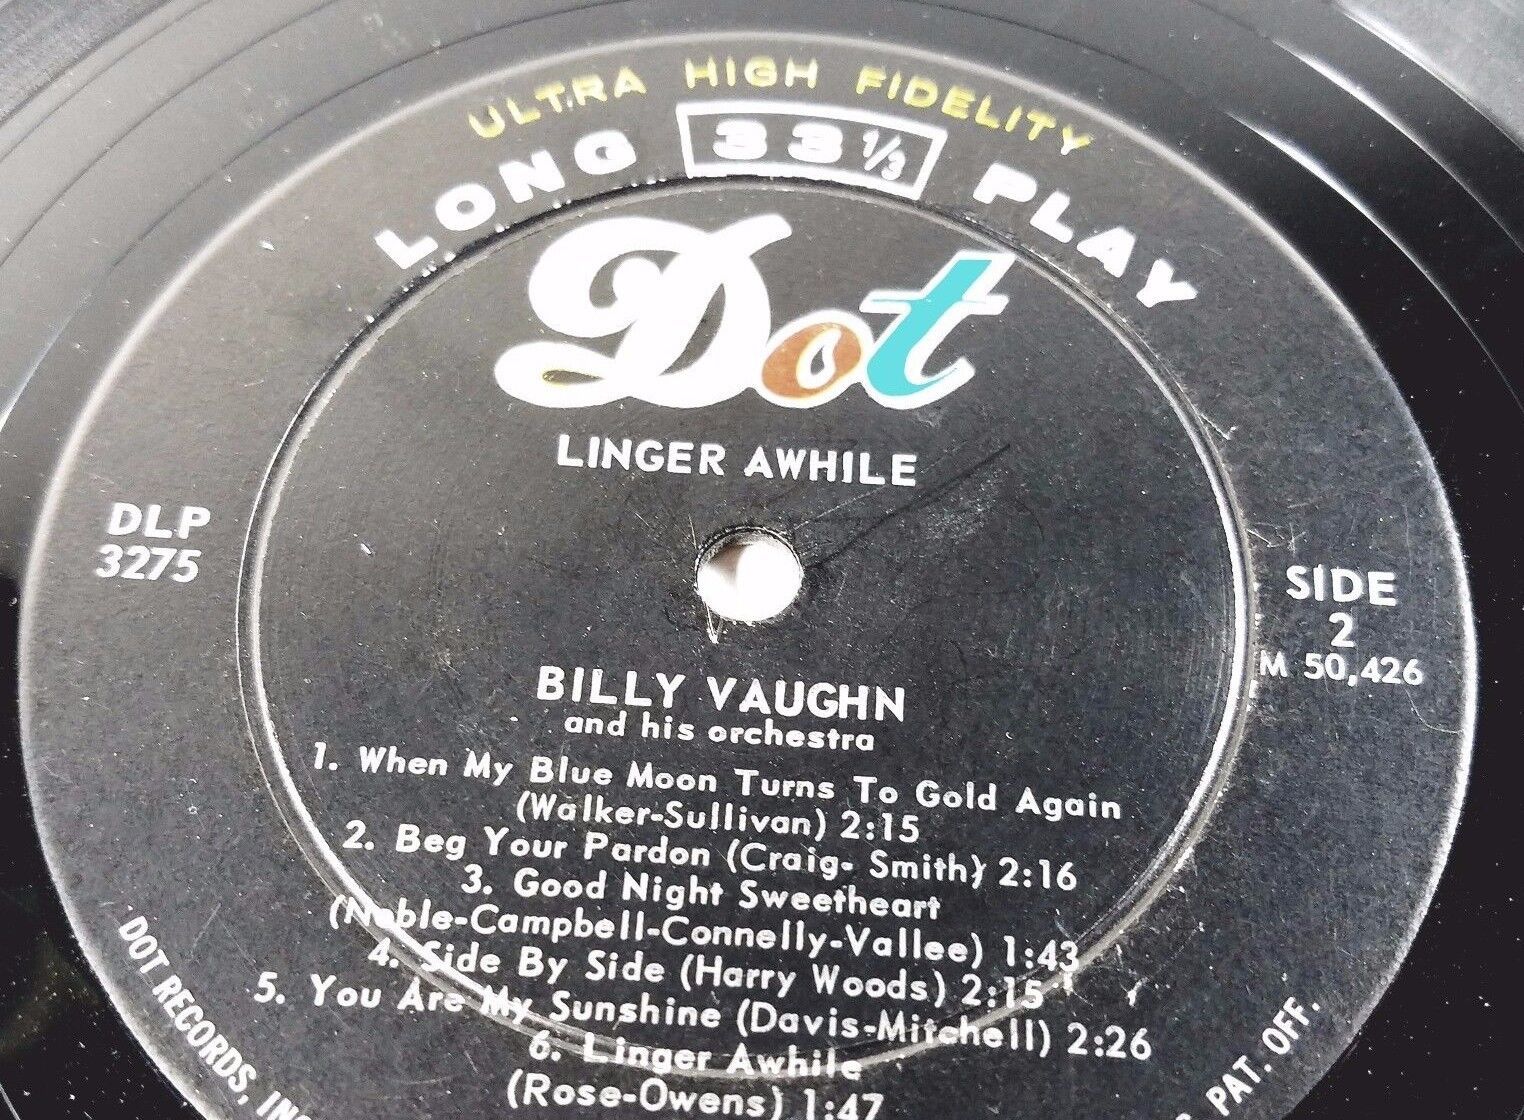 ULTRA HIGH FIDELITY
LONG 33 1/3 PLAY
Dot
LINGER AWHILE
DLP
3275
SIDE
2
M 50,426
BILLY VAUGHN
and his orchestra
1. When My Blue Moon Turns To Gold Again
(Walker-Sullivan) 2:15
2. Beg Your Pardon (Craig- Smith) 2:16
3. Good Night Sweetheart
(Noble-Campbell-Connelly-Vallee) 1:43
4. Side By Side (Harry Woods) 2:15
5. You Are My Sunshine (Davis-Mitchell) 2:26
6. Linger Awhile
(Rose-Owens) 1:47
DOT RECORDS, INC
PAT. OFF.